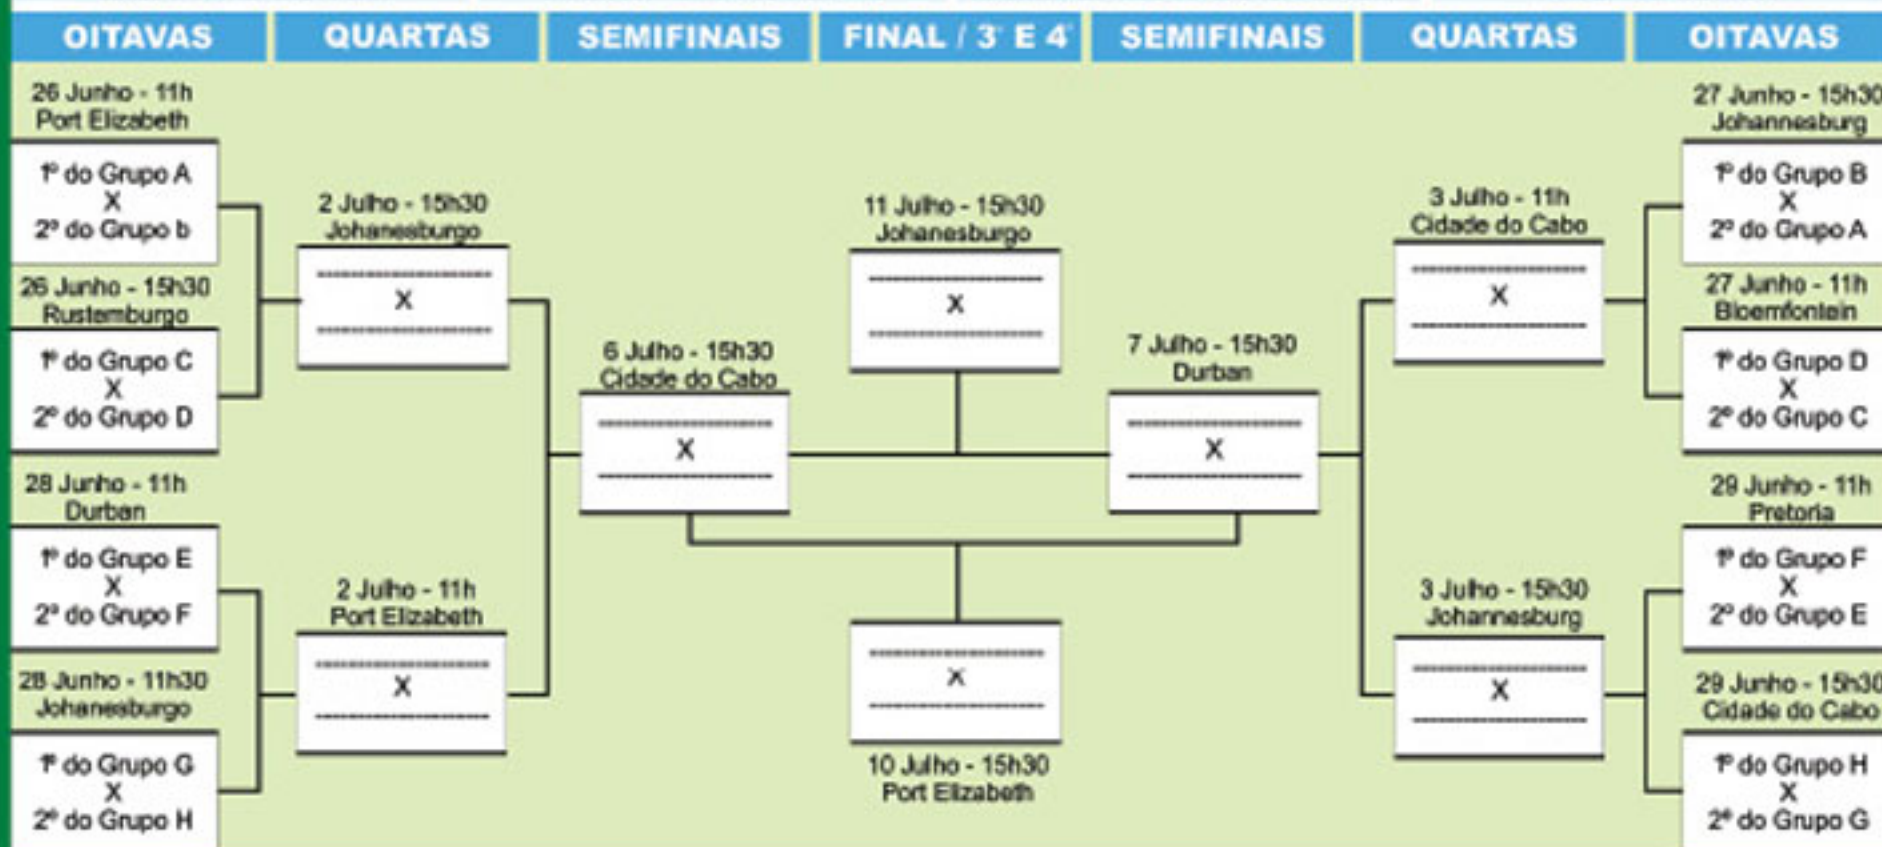 OITAVAS
QUARTAS
SEMIFINAIS
FINAL / 3º E 4º
SEMIFINAIS
QUARTAS
OITAVAS
26 Junho - 11h
Port Elizabeth
1º do Grupo A
X
2º do Grupo b
26 Junho - 15h30
Rustemburgo
1º do Grupo C
X
2º do Grupo D
28 Junho - 11h
Durban
1º do Grupo E
X
2º do Grupo F
28 Junho - 11h30
Johanesburgo
1º do Grupo G
X
2º do Grupo H
2 Julho - 15h30
Johanesburgo
X
2 Julho - 11h
Port Elizabeth
X
6 Julho - 15h30
Cidade do Cabo
X
11 Julho - 15h30
Johanesburgo
X
X
10 Julho - 15h30
Port Elizabeth
7 Julho - 15h30
Durban
X
3 Julho - 11h
Cidade do Cabo
X
3 Julho - 15h30
Johannesburg
X
27 Junho - 15h30
Johannesburg
1º do Grupo B
X
2º do Grupo A
27 Junho - 11h
Bloemfontein
1º do Grupo D
X
2º do Grupo C
29 Junho - 11h
Pretoria
1º do Grupo F
X
2º do Grupo E
29 Junho - 15h30
Cidade do Cabo
1º do Grupo H
X
2º do Grupo G